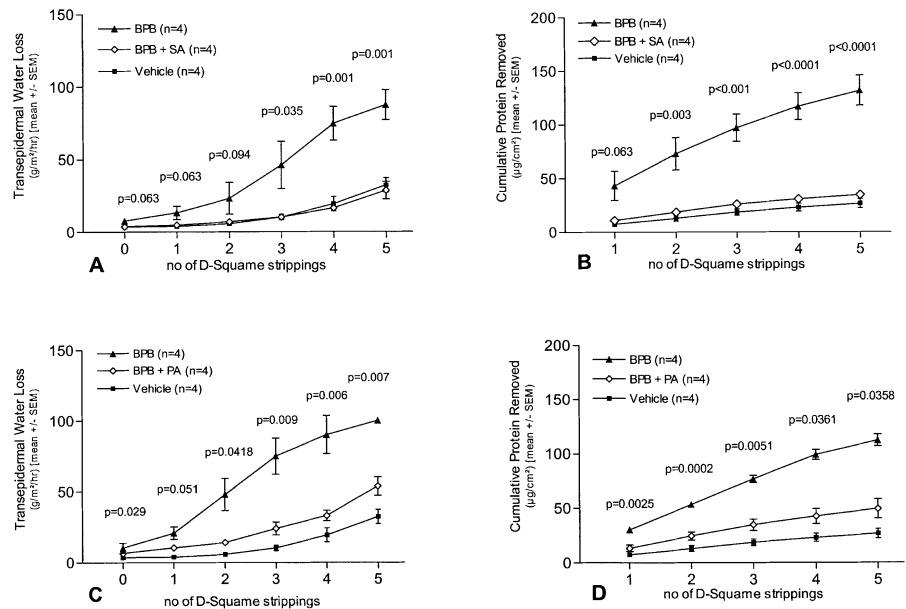 150
100
50
0
Transepidermal Water Loss
(g/m²/hr) [mean +/- SEM)
BPB (n=4)
BPB + SA (n=4)
Vehicle (n=4)
p=0.063
p=0.063
p=0.094
p=0.035
p=0.001
p=0.001
0 1 2 3 4 5
A
no of D-Squame strippings
200
150
100
50
0
Cumulative Protein Removed
(µg/cm²) [mean +/- SEM)
BPB (n=4)
BPB + SA (n=4)
Vehicle (n=4)
p=0.063
p=0.003
p<0.001
p<0.0001
p<0.0001
1 2 3 4 5
B
no of D-Squame strippings
150
100
50
0
Transepidermal Water Loss
(g/m²/hr) [mean +/- SEM)
BPB (n=4)
BPB + PA (n=4)
Vehicle (n=4)
p=0.029
p=0.051
p=0.0418
p=0.009
p=0.006
p=0.007
0 1 2 3 4 5
C
no of D-Squame strippings
200
150
100
50
0
Cumulative Protein Removed
(µg/cm²) [mean +/- SEM)
BPB (n=4)
BPB + PA (n=4)
Vehicle (n=4)
p=0.0025
p=0.0002
p=0.0051
p=0.0361
p=0.0358
1 2 3 4 5
D
no of D-Squame strippings